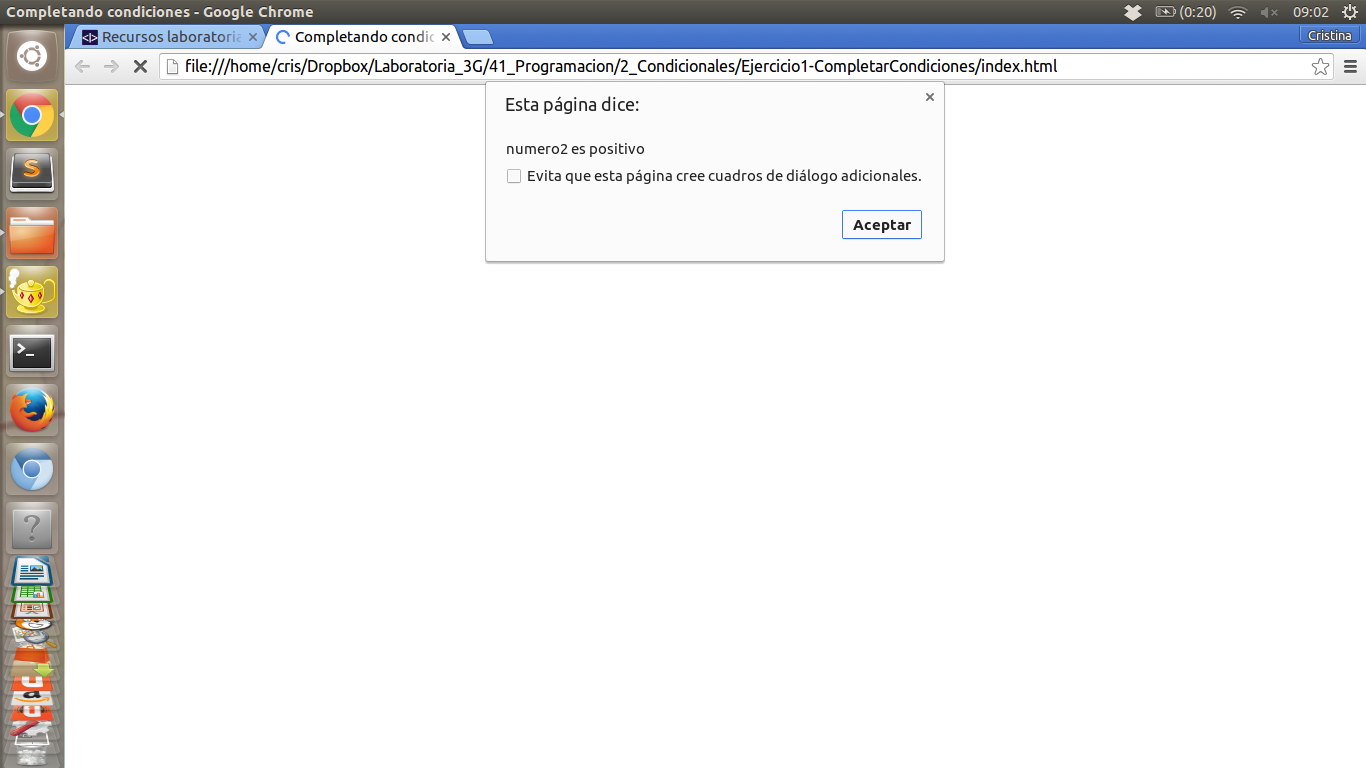 Completando condiciones - Google Chrome
(0:20) 09:02
Recursos laboratoria
Completando condic
Cristina
file:///home/cris/Dropbox/Laboratoria_3G/41_Programacion/2_Condicionales/Ejercicio1-CompletarCondiciones/index.html
Esta página dice:
numero2 es positivo
Evita que esta página cree cuadros de diálogo adicionales.
Aceptar